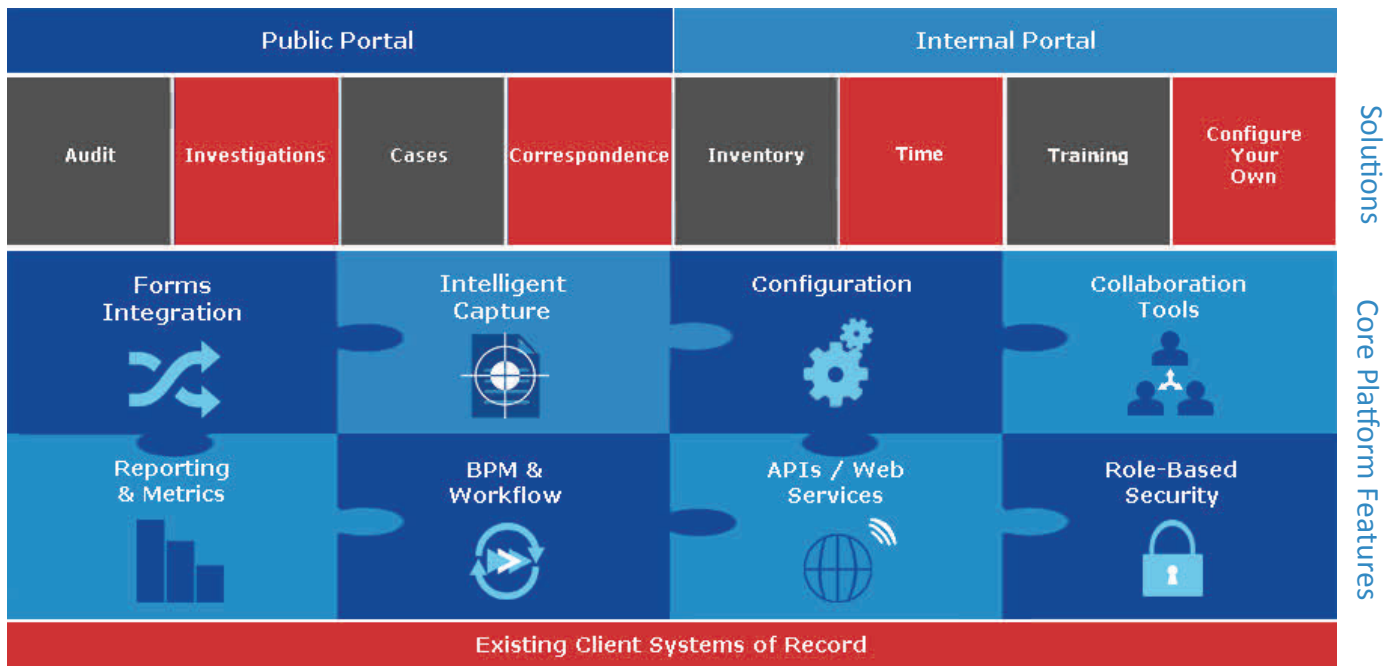 Public Portal
Internal Portal
Audit
Investigations
Cases
Correspondence
Inventory
Time
Training
Configure
Your
Own
Solutions
Forms
Integration
Intelligent
Capture
Configuration
Collaboration
Tools
Reporting
& Metrics
BPM &
Workflow
APIs / Web
Services
Role-Based
Security
Core Platform Features
Existing Client Systems of Record